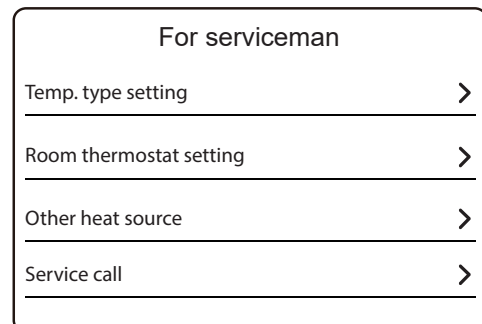 For serviceman
Temp. type setting
Room thermostat setting
Other heat source
Service call